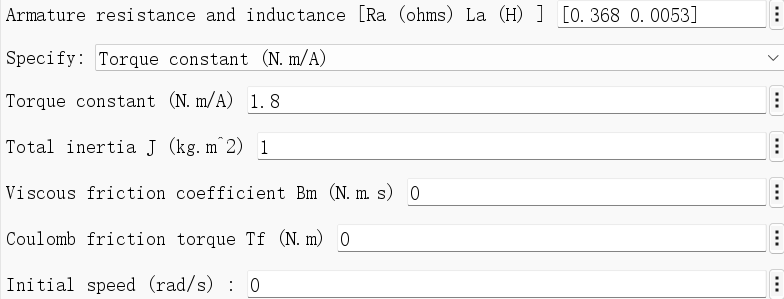 Armature resistance and inductance [Ra (ohms) La (H) ] [0.368 0.0053]
Specify: Torque constant (N.m/A)
Torque constant (N.m/A) 1.8
Total inertia J (kg.m^2) 1
Viscous friction coefficient Bm (N.m.s) 0
Coulomb friction torque Tf (N.m) 0
Initial speed (rad/s) : 0